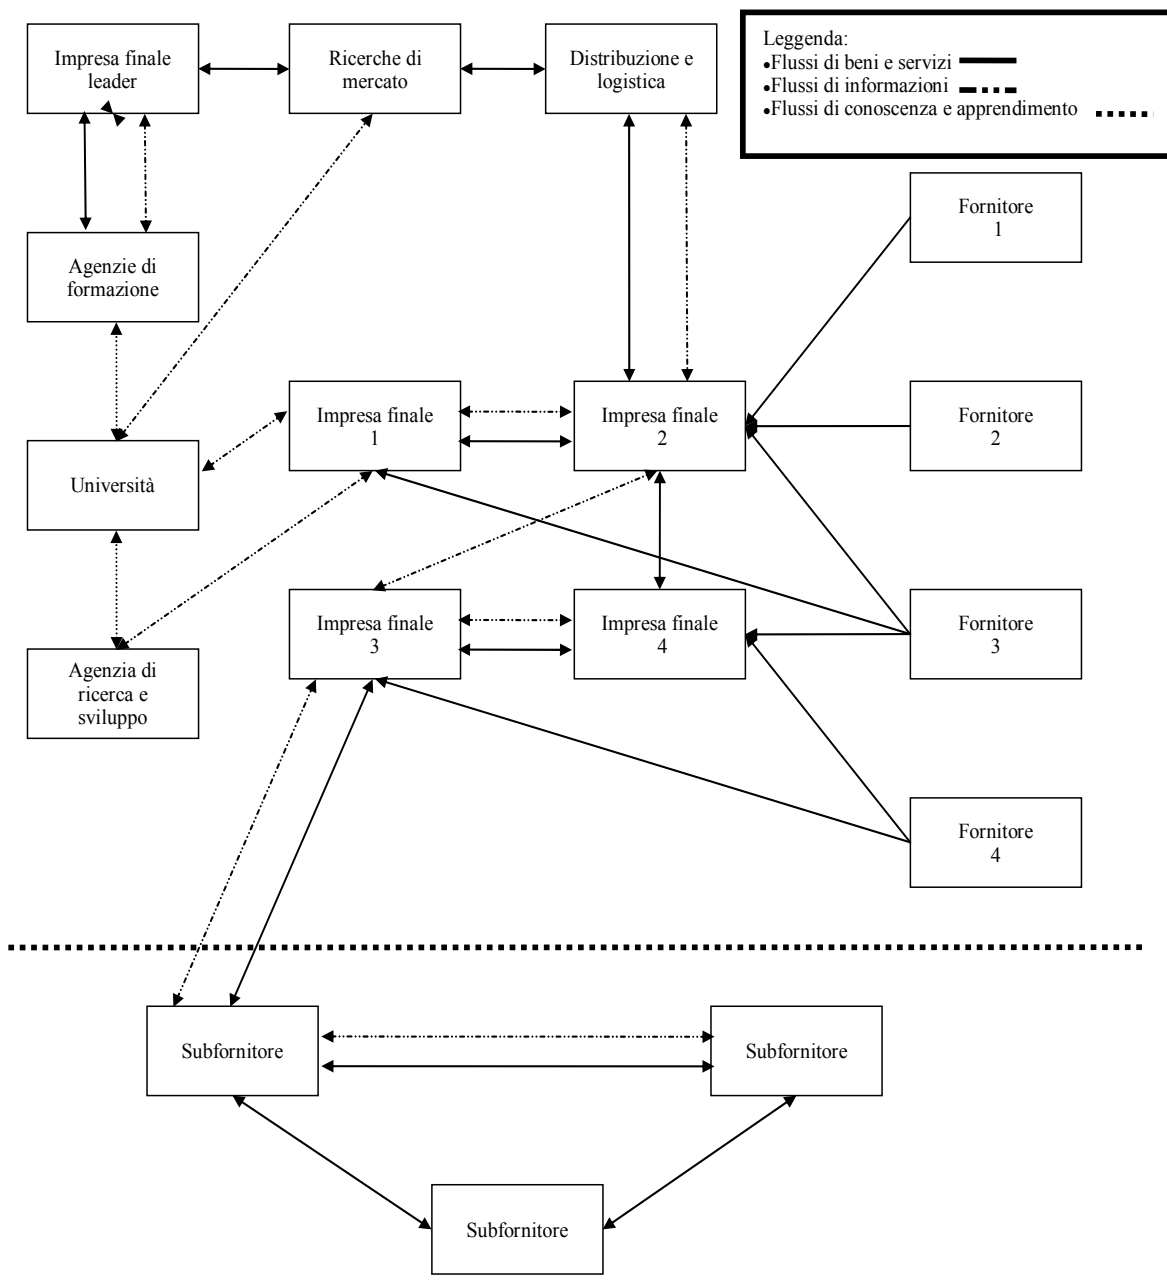 Impresa finale
leader
Ricerche di
mercato
Distribuzione e
logistica
Leggenda:
•Flussi di beni e servizi
•Flussi di informazioni
•Flussi di conoscenza e apprendimento
Fornitore
1
Agenzie di
formazione
Impresa finale
1
Impresa finale
2
Fornitore
2
Università
Impresa finale
3
Impresa finale
4
Fornitore
3
Agenzia di
ricerca e
sviluppo
Fornitore
4
Subfornitore
Subfornitore
Subfornitore